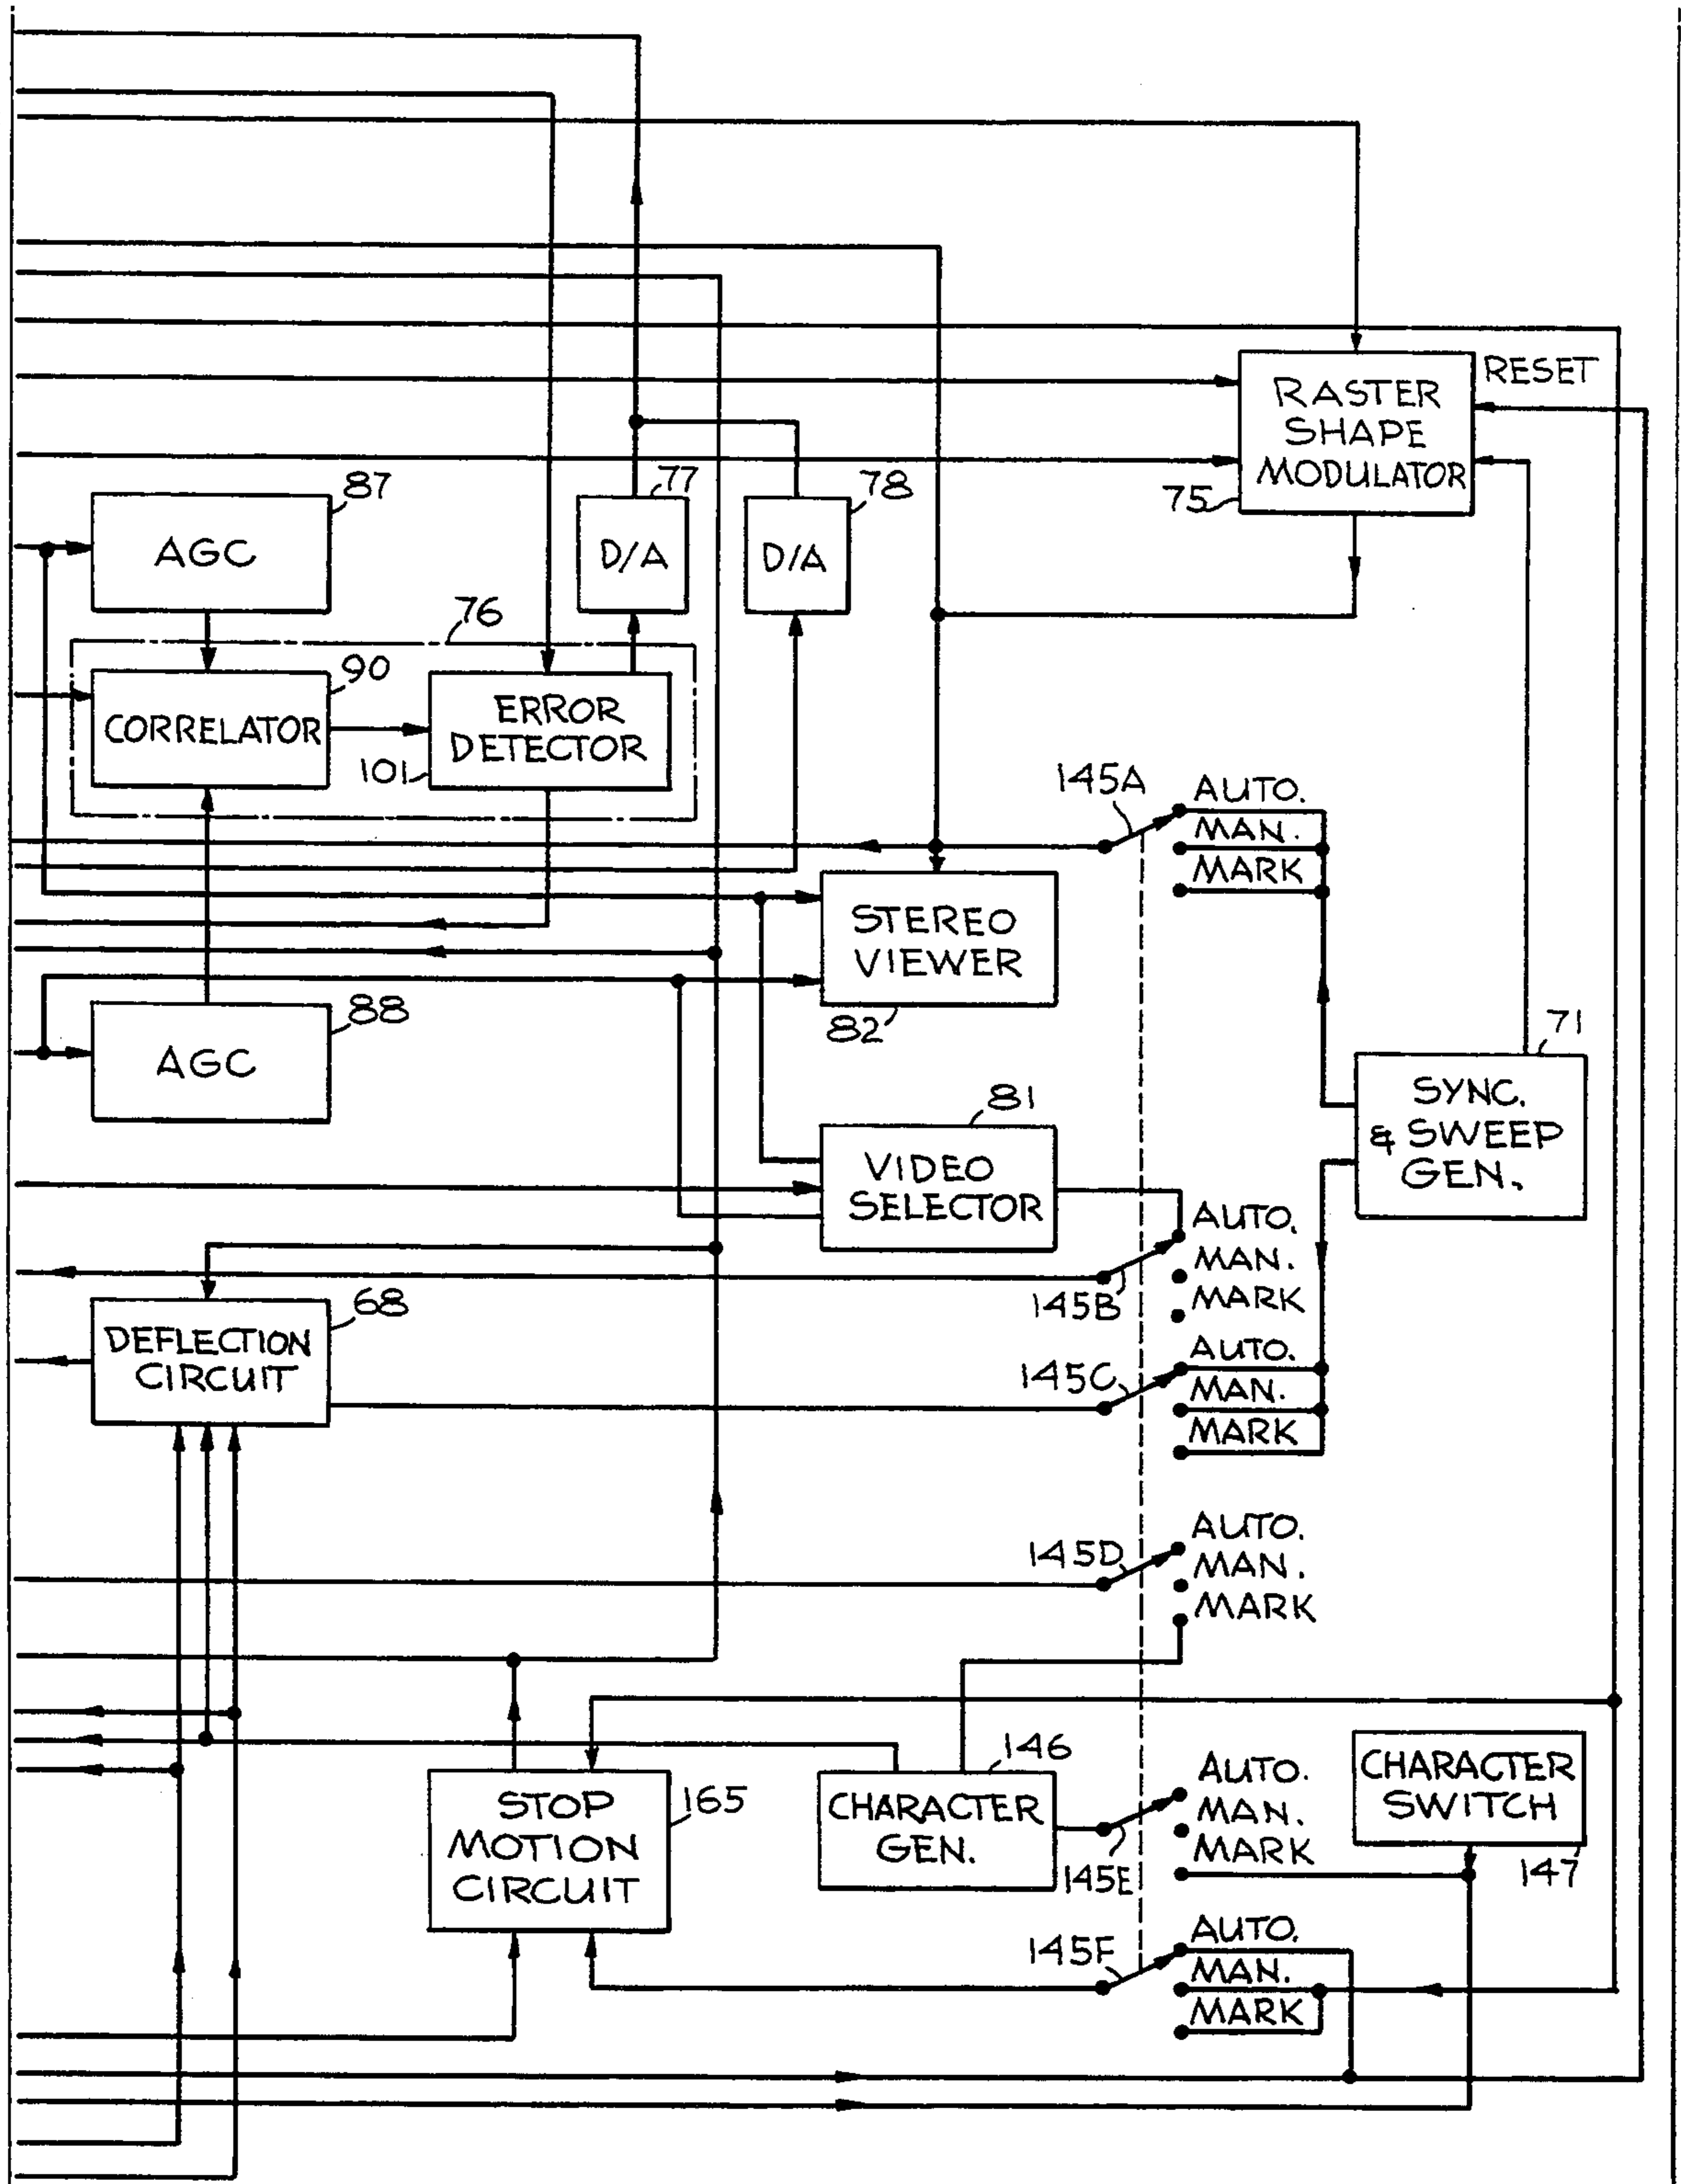 RESET
RASTER
SHAPE
MODULATOR
75
87
AGC
77
D/A
78
D/A
76
90
CORRELATOR
ERROR
DETECTOR
101
145A
AUTO.
MAN.
MARK
STEREO
VIEWER
82
88
AGC
71
SYNC.
& SWEEP
GEN.
81
VIDEO
SELECTOR
AUTO.
MAN.
MARK
145B
68
DEFLECTION
CIRCUIT
145C
AUTO.
MAN.
MARK
145D
AUTO.
MAN.
MARK
STOP
MOTION
CIRCUIT
165
146
CHARACTER
GEN.
145E
AUTO.
MAN.
MARK
CHARACTER
SWITCH
147
145F
AUTO.
MAN.
MARK